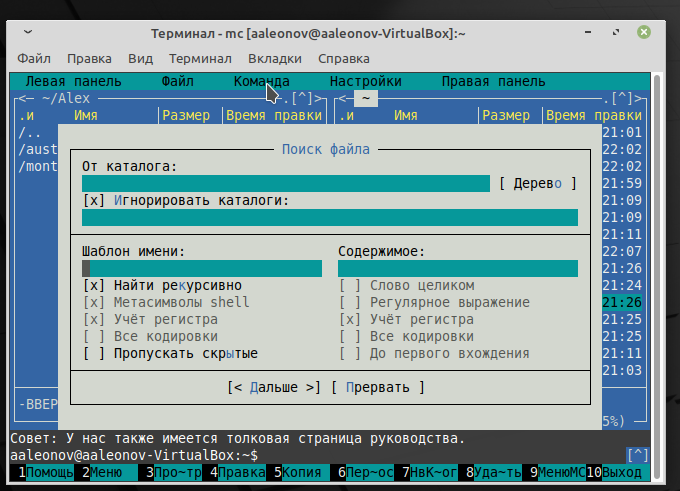 Терминал - mc [aaleonov@aaleonov-VirtualBox]:~
Файл Правка Вид Терминал Вкладки Справка
Левая панель Файл Команда Настройки Правая панель
<— ~/Alex .[^]> <— ~ .[^]>
.и Имя Размер Время правки .и Имя Размер Время правки
/.. 21:01
/aust 22:02
/mont 22:02
21:59
21:09
21:09
21:11
22:07
21:26
21:24
21:26
21:25
21:25
21:11
21:03
Поиск файла
От каталога:
[ Дерево ]
[x] Игнорировать каталоги:
Шаблон имени: Содержимое:
[x] Найти рекурсивно [ ] Слово целиком
[x] Метасимволы shell [ ] Регулярное выражение
[x] Учёт регистра [x] Учёт регистра
[ ] Все кодировки [ ] Все кодировки
[ ] Пропускать скрытые [ ] До первого вхождения
[< Дальше >] [ Прервать ]
-ВВЕР 5%)
Совет: У нас также имеется толковая страница руководства.
aaleonov@aaleonov-VirtualBox:~$ [^]
1Помощь 2Меню 3Про~тр 4Правка 5Копия 6Пер~ос 7НвК~ог 8Уда~ть 9МенюMC 10Выход